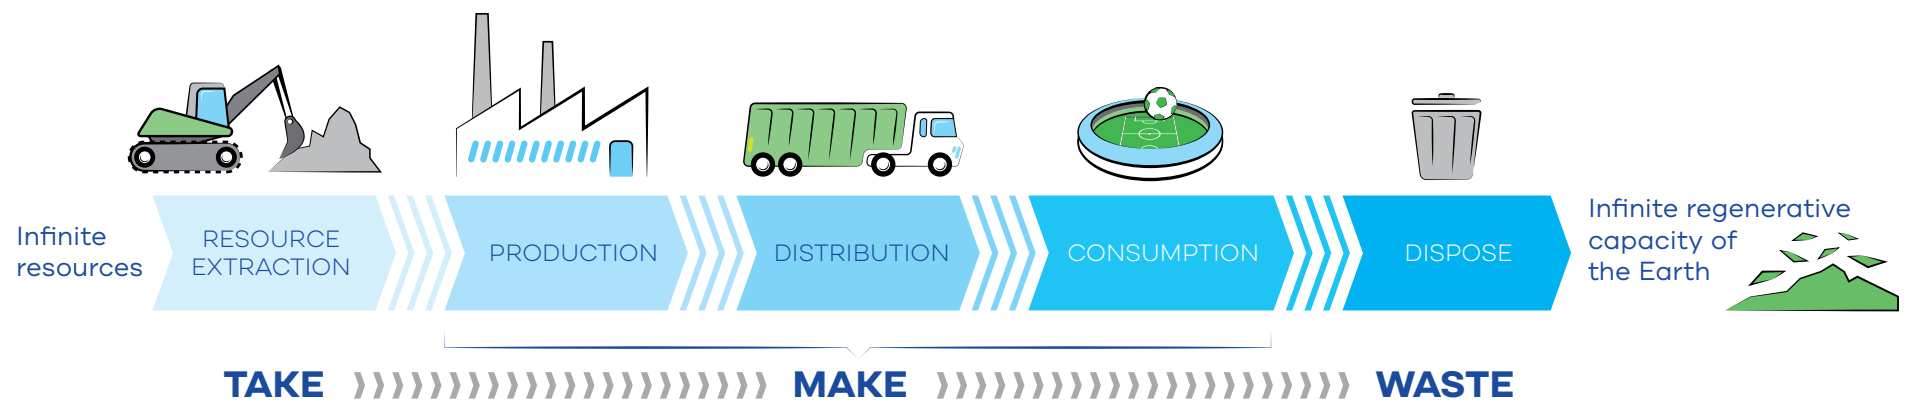 Infinite
resources
RESOURCE
EXTRACTION
PRODUCTION
DISTRIBUTION
CONSUMPTION
DISPOSE
Infinite regenerative
capacity of
the Earth
TAKE
MAKE
WASTE